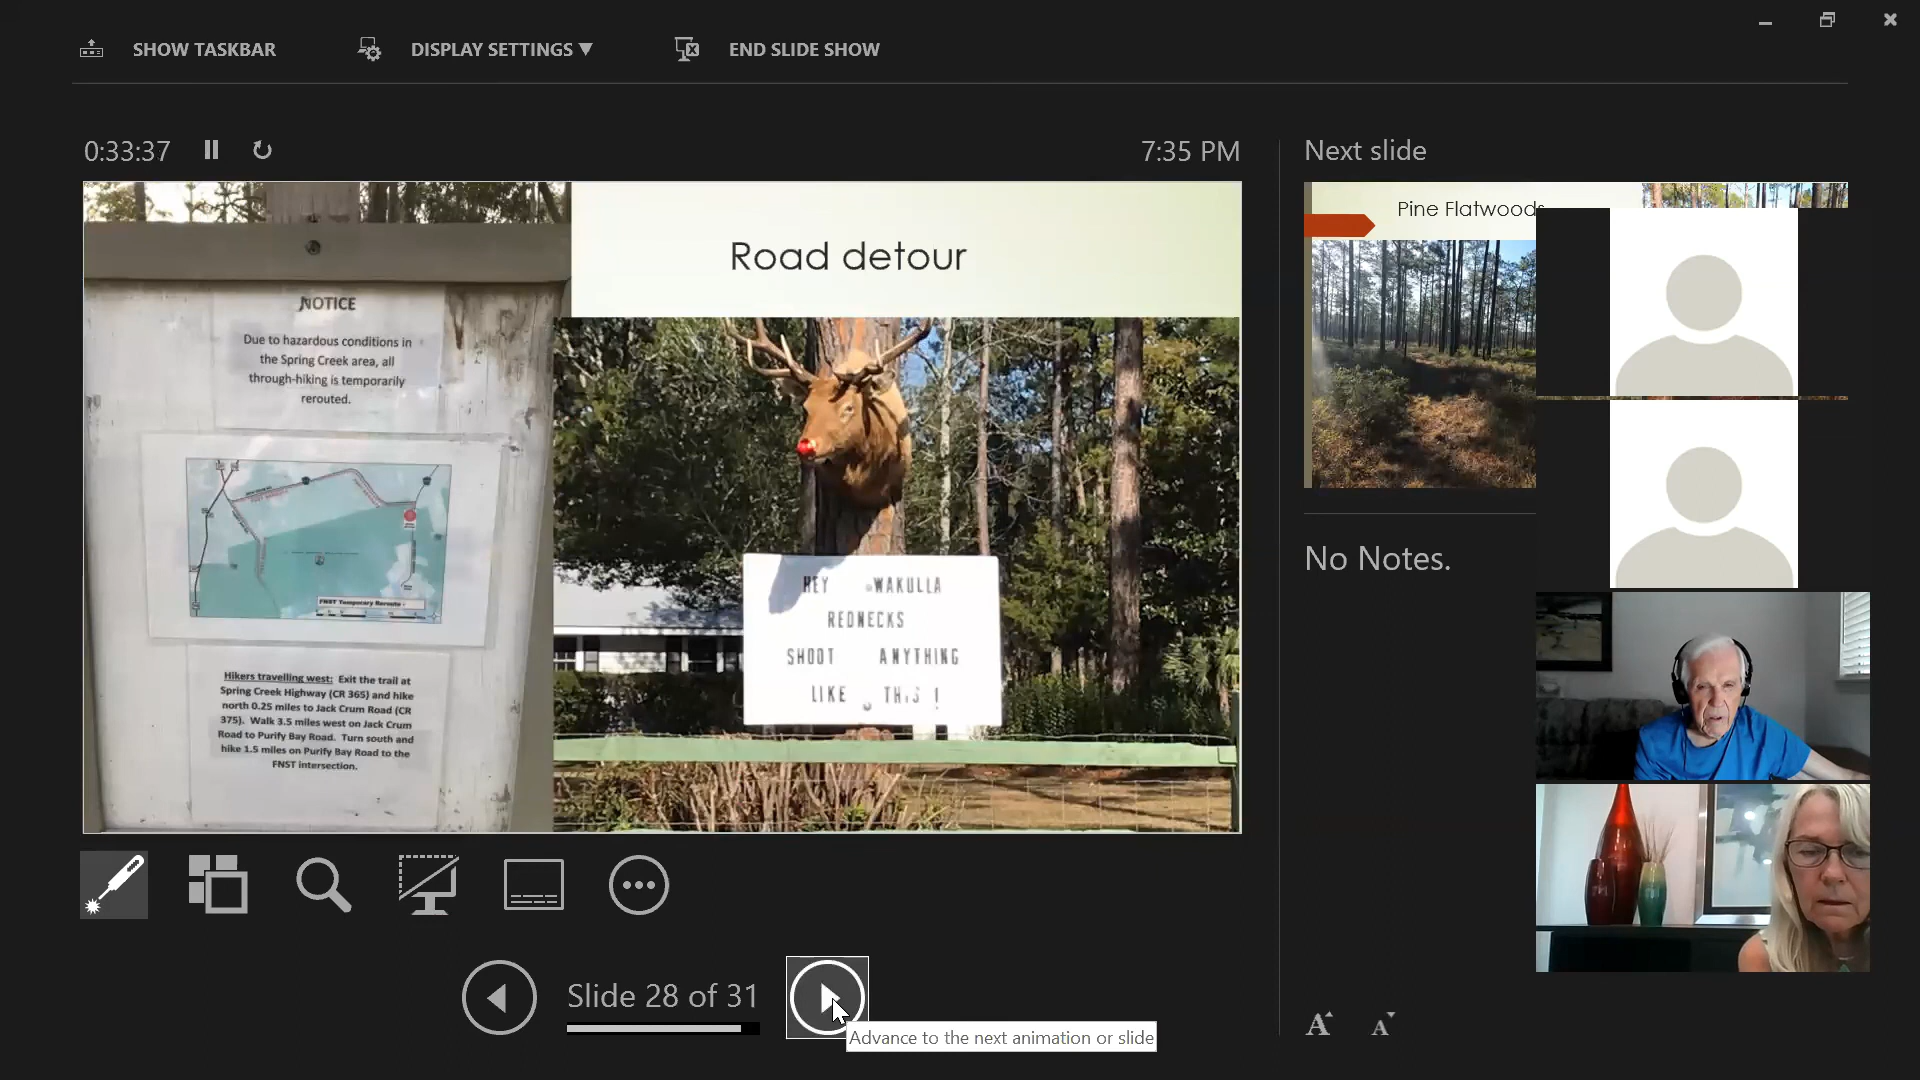 SHOW TASKBAR
DISPLAY SETTINGS
END SLIDE SHOW
0:33:37
7:35 PM
Next slide
NOTICE
Due to hazardous conditions in
the Spring Creek area, all
through-hiking is temporarily
rerouted.
FNST Temporary Reroute
Hikers travelling west: Exit the trail at
Spring Creek Highway (CR 365) and hike
north 0.25 miles to Jack Crum Road (CR
375). Walk 3.5 miles west on Jack Crum
Road to Purify Bay Road. Turn south and
hike 1.5 miles on Purify Bay Road to the
FNST intersection.
Road detour
HEY WAKULLA
REDNECKS
SHOOT ANYTHING
LIKE THIS !
Pine Flatwoods
No Notes.
Slide 28 of 31
Advance to the next animation or slide
A A